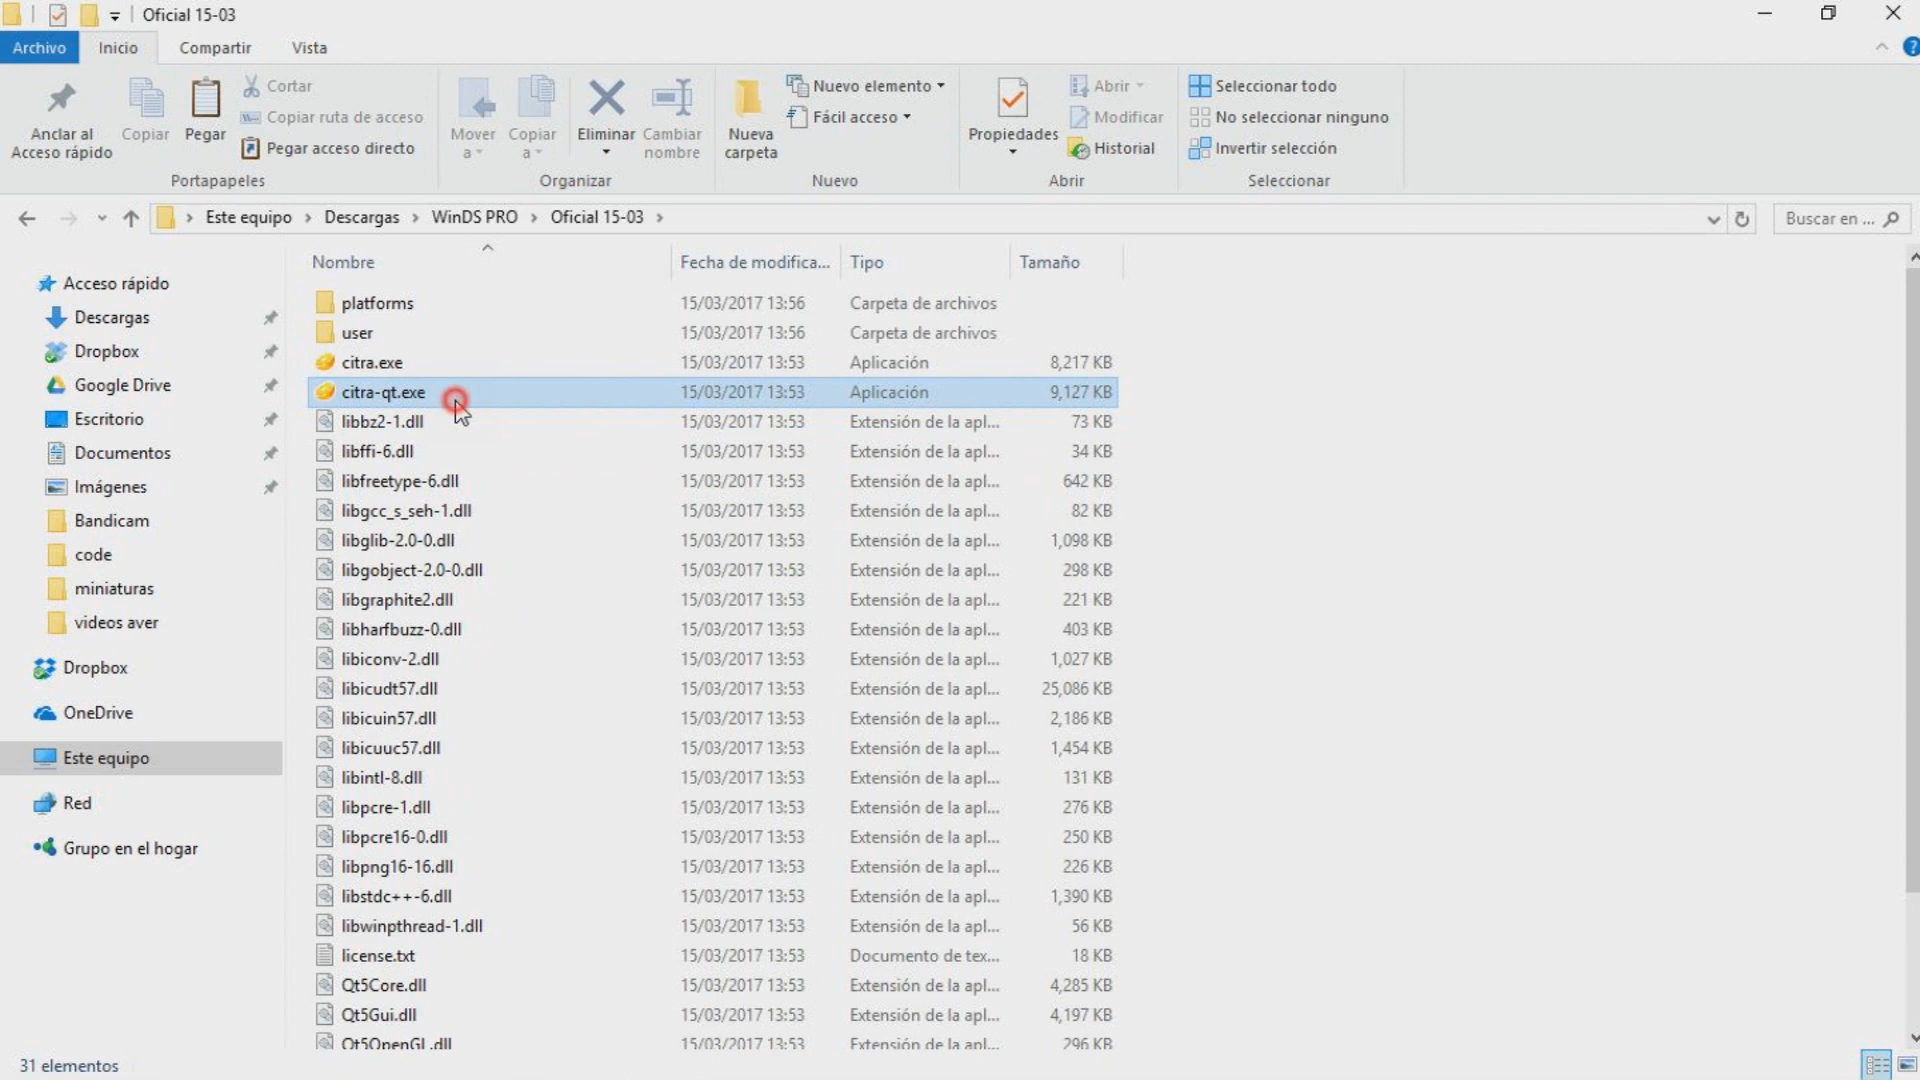 Oficial 15-03
Archivo Inicio Compartir Vista
Anclar al Acceso rápido
Copiar
Pegar
Cortar
Copiar ruta de acceso
Pegar acceso directo
Portapapeles
Mover a
Copiar a
Eliminar
Cambiar nombre
Organizar
Nueva carpeta
Nuevo elemento
Fácil acceso
Nuevo
Propiedades
Abrir
Modificar
Historial
Abrir
Seleccionar todo
No seleccionar ninguno
Invertir selección
Seleccionar
Este equipo > Descargas > WinDS PRO > Oficial 15-03 >
Buscar en ...
Acceso rápido
Descargas
Dropbox
Google Drive
Escritorio
Documentos
Imágenes
Bandicam
code
miniaturas
videos aver
Dropbox
OneDrive
Este equipo
Red
Grupo en el hogar
Nombre Fecha de modifica... Tipo Tamaño
platforms 15/03/2017 13:56 Carpeta de archivos
user 15/03/2017 13:56 Carpeta de archivos
citra.exe 15/03/2017 13:53 Aplicación 8,217 KB
citra-qt.exe 15/03/2017 13:53 Aplicación 9,127 KB
libbz2-1.dll 15/03/2017 13:53 Extensión de la apl... 73 KB
libffi-6.dll 15/03/2017 13:53 Extensión de la apl... 34 KB
libfreetype-6.dll 15/03/2017 13:53 Extensión de la apl... 642 KB
libgcc_s_seh-1.dll 15/03/2017 13:53 Extensión de la apl... 82 KB
libglib-2.0-0.dll 15/03/2017 13:53 Extensión de la apl... 1,098 KB
libgobject-2.0-0.dll 15/03/2017 13:53 Extensión de la apl... 298 KB
libgraphite2.dll 15/03/2017 13:53 Extensión de la apl... 221 KB
libharfbuzz-0.dll 15/03/2017 13:53 Extensión de la apl... 403 KB
libiconv-2.dll 15/03/2017 13:53 Extensión de la apl... 1,027 KB
libicudt57.dll 15/03/2017 13:53 Extensión de la apl... 25,086 KB
libicuin57.dll 15/03/2017 13:53 Extensión de la apl... 2,186 KB
libicuuc57.dll 15/03/2017 13:53 Extensión de la apl... 1,454 KB
libintl-8.dll 15/03/2017 13:53 Extensión de la apl... 131 KB
libpcre-1.dll 15/03/2017 13:53 Extensión de la apl... 276 KB
libpcre16-0.dll 15/03/2017 13:53 Extensión de la apl... 250 KB
libpng16-16.dll 15/03/2017 13:53 Extensión de la apl... 226 KB
libstdc++-6.dll 15/03/2017 13:53 Extensión de la apl... 1,390 KB
libwinpthread-1.dll 15/03/2017 13:53 Extensión de la apl... 56 KB
license.txt 15/03/2017 13:53 Documento de tex... 18 KB
Qt5Core.dll 15/03/2017 13:53 Extensión de la apl... 4,285 KB
Qt5Gui.dll 15/03/2017 13:53 Extensión de la apl... 4,197 KB
Qt5OpenGL.dll 15/03/2017 13:53 Extensión de la apl... 296 KB
31 elementos